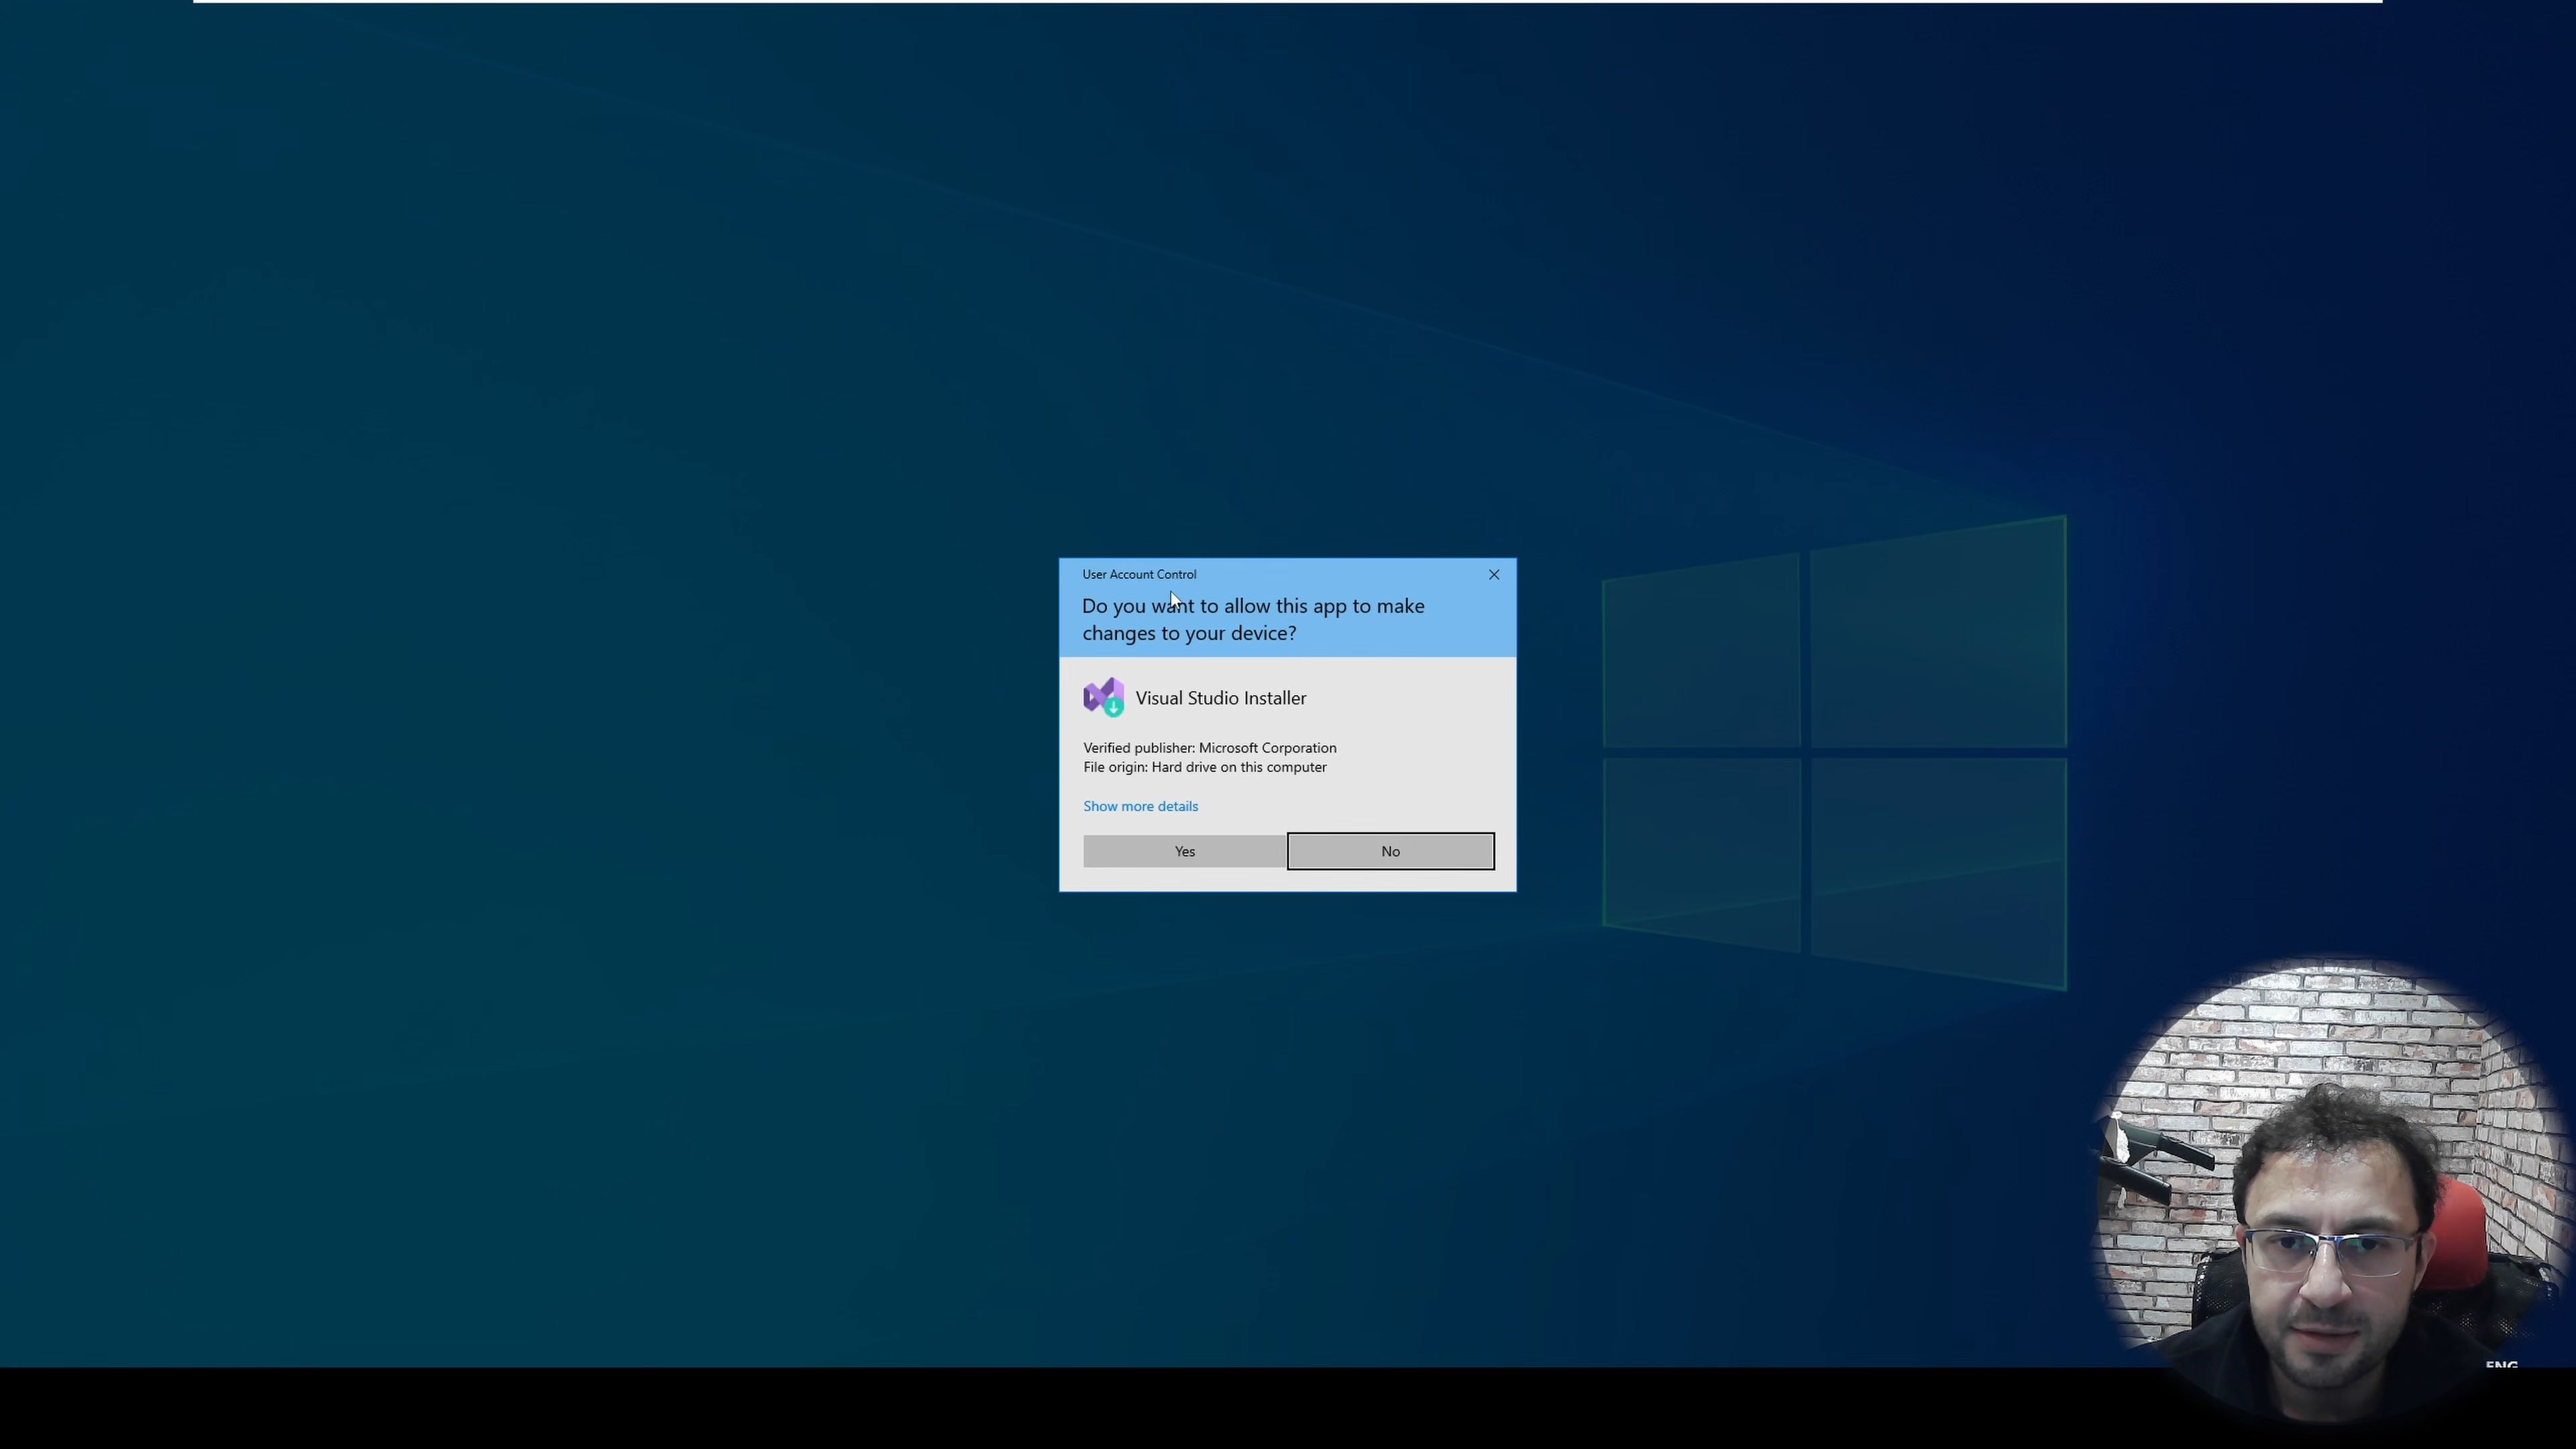 User Account Control
Do you want to allow this app to make
changes to your device?
Visual Studio Installer
Verified publisher: Microsoft Corporation
File origin: Hard drive on this computer
Show more details
Yes
No
ENG